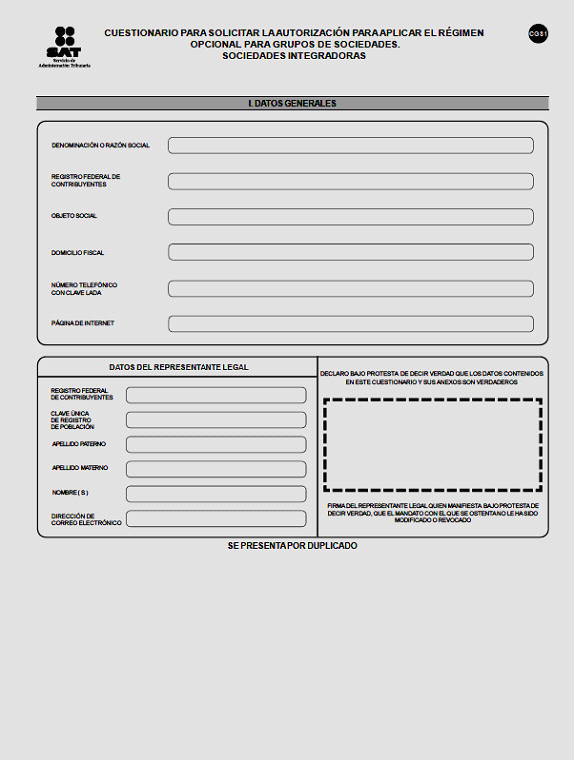 CUESTIONARIO PARA SOLICITAR LA AUTORIZACIÓN PARA APLICAR EL RÉGIMEN
OPCIONAL PARA GRUPOS DE SOCIEDADES.
SOCIEDADES INTEGRADORAS
CGS1
SAT
Servicio de
Administración Tributaria
I. DATOS GENERALES
DENOMINACIÓN O RAZÓN SOCIAL
REGISTRO FEDERAL DE
CONTRIBUYENTES
OBJETO SOCIAL
DOMICILIO FISCAL
NÚMERO TELEFÓNICO
CON CLAVE LADA
PÁGINA DE INTERNET
DATOS DEL REPRESENTANTE LEGAL
REGISTRO FEDERAL
DE CONTRIBUYENTES
CLAVE ÚNICA
DE REGISTRO
DE POBLACIÓN
APELLIDO PATERNO
APELLIDO MATERNO
NOMBRE ( S )
DIRECCIÓN DE
CORREO ELECTRÓNICO
DECLARO BAJO PROTESTA DE DECIR VERDAD QUE LOS DATOS CONTENIDOS
EN ESTE CUESTIONARIO Y SUS ANEXOS SON VERDADEROS
FIRMA DEL REPRESENTANTE LEGAL QUIEN MANIFIESTA BAJO PROTESTA DE
DECIR VERDAD, QUE EL MANDATO CON EL QUE SE OSTENTA NO LE HA SIDO
MODIFICADO O REVOCADO
SE PRESENTA POR DUPLICADO